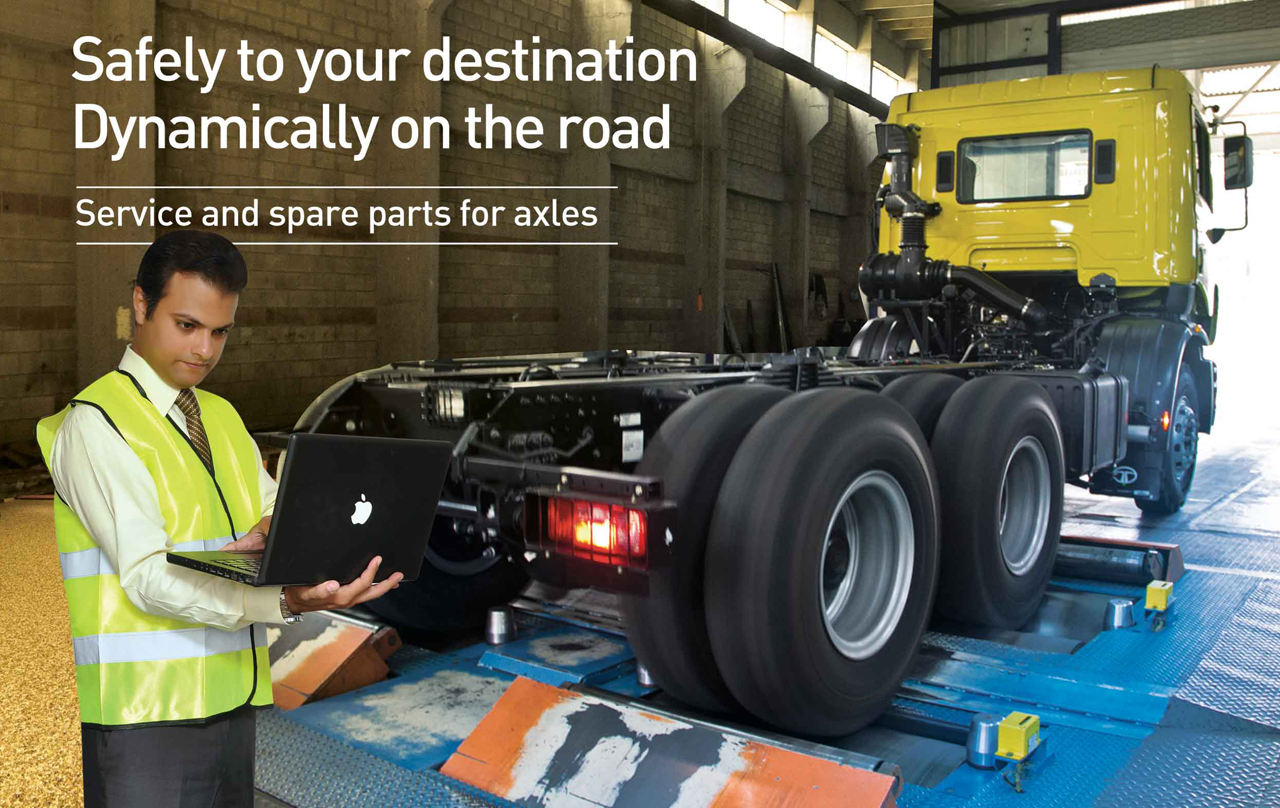 Safely to your destination
Dynamically on the road
Service and spare parts for axles